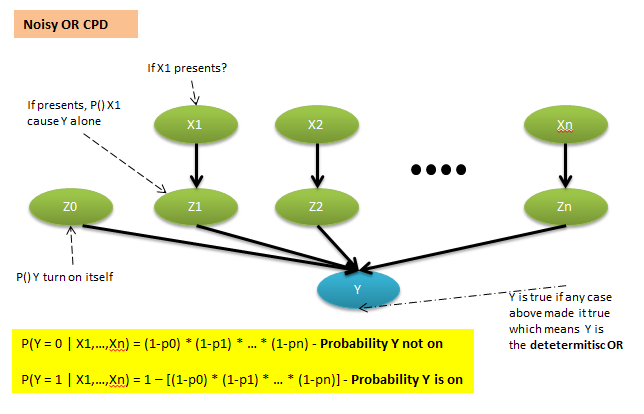 Noisy OR CPD
If X1 presents?
If presents, P() X1
cause Y alone
X1
X2
Xn
Z0
Z1
Z2
Zn
P() Y turn on itself
Y
Y is true if any case
above made it true
which means Y is
the detetermitisc OR
P(Y = 0 | X1,...,Xn) = (1-p0) * (1-p1) * ... * (1-pn) - Probability Y not on
P(Y = 1 | X1,...,Xn) = 1 – [(1-p0) * (1-p1) * ... * (1-pn)] - Probability Y is on